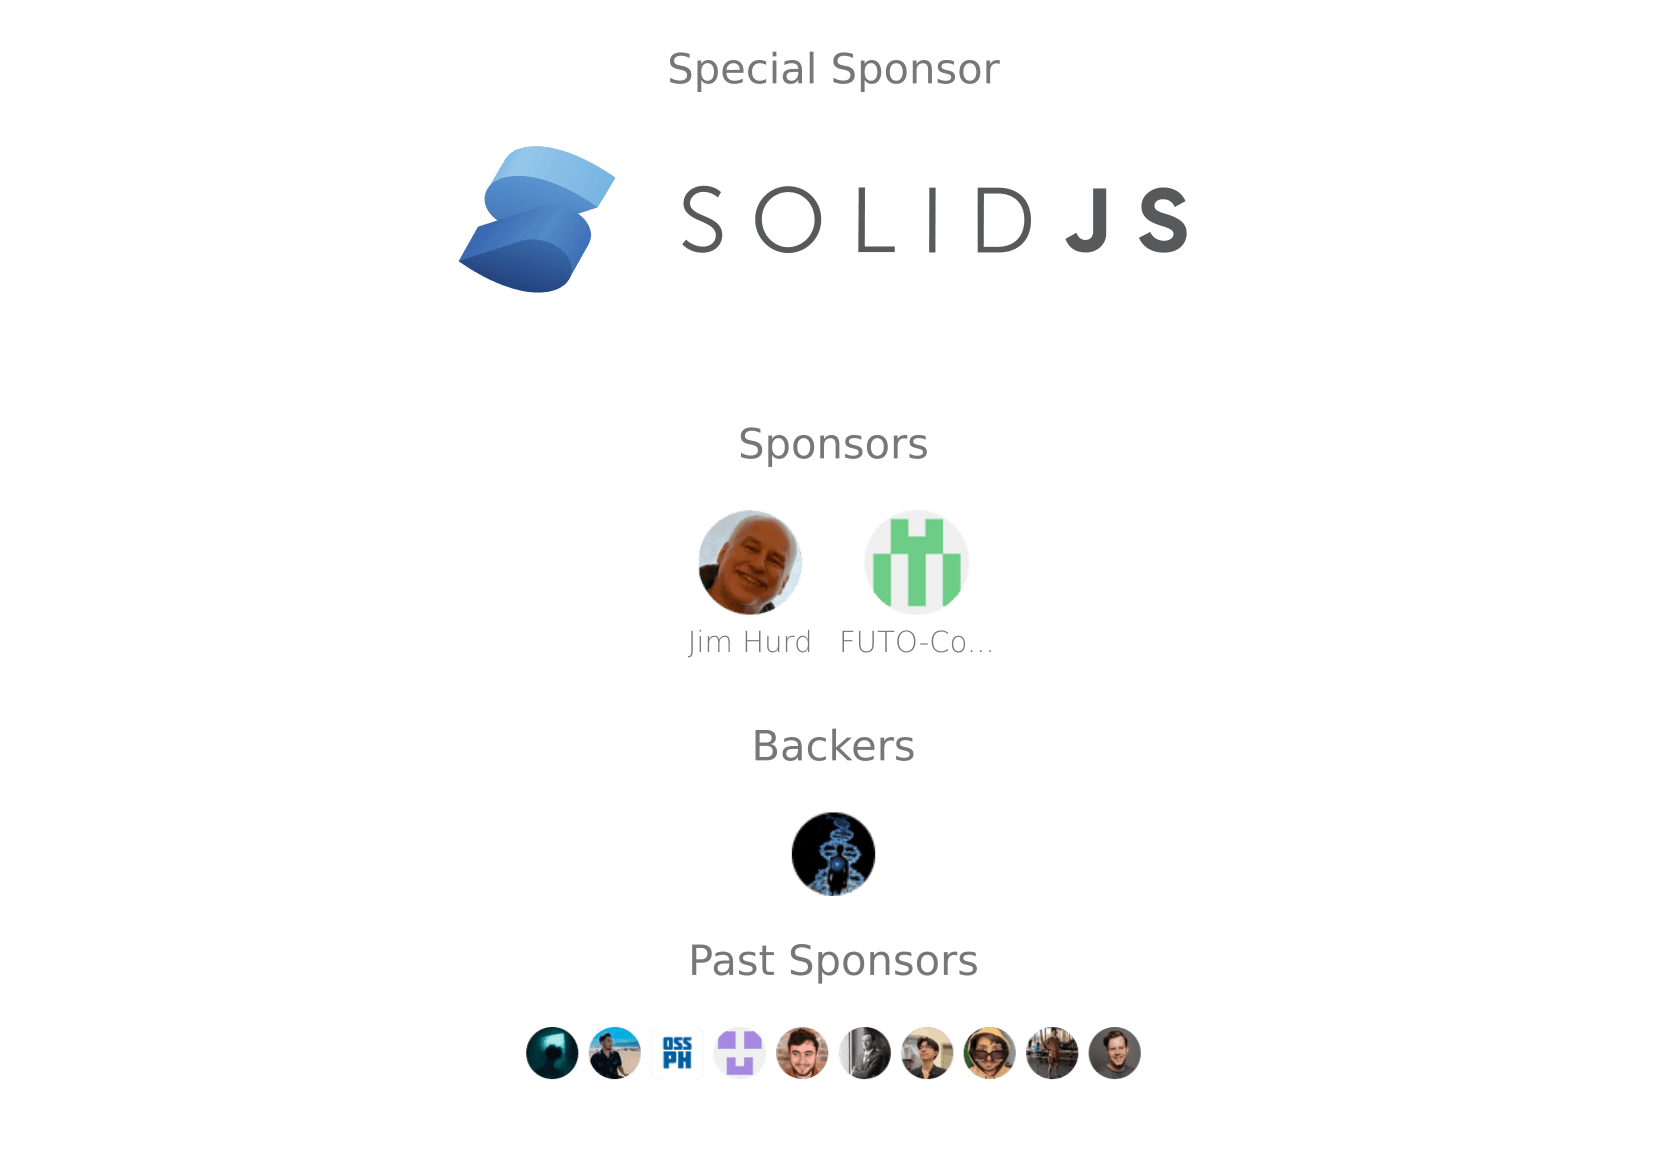 Special Sponsor
SOLIDJS
Sponsors
Jim Hurd
FUTO-Co...
Backers
Past Sponsors
OSS
PH